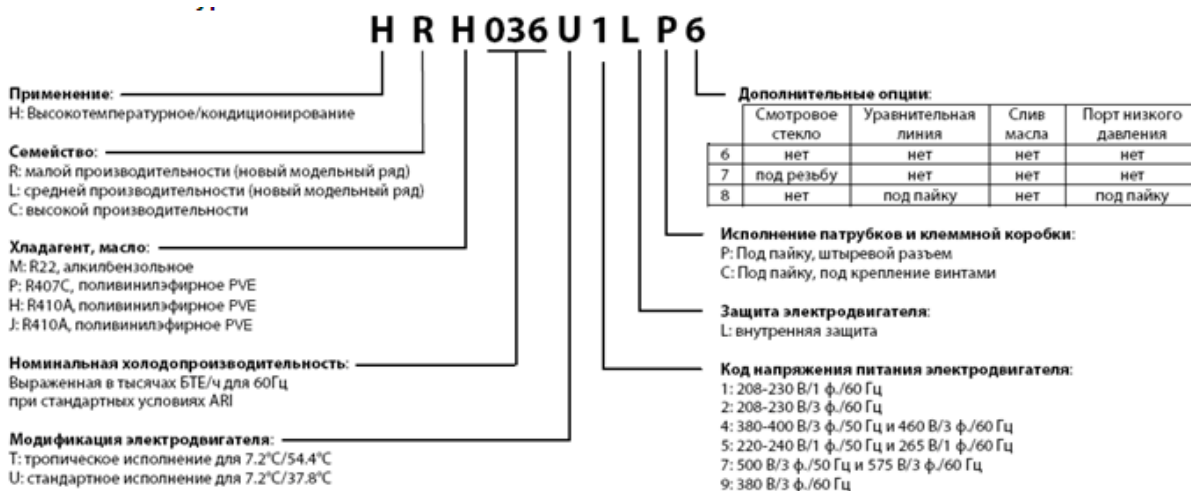 H R H 036 U 1 L P 6
Применение:
H: Высокотемпературное/кондиционирование
Семейство:
R: малой производительности (новый модельный ряд)
L: средней производительности (новый модельный ряд)
C: высокой производительности
Хладагент, масло:
M: R22, алкилбензольное
P: R407C, поливинилэфирное PVE
H: R410A, поливинилэфирное PVE
J: R410A, поливинилэфирное PVE
Номинальная холодопроизводительность:
Выраженная в тысячах БТЕ/ч для 60Гц
при стандартных условиях ARI
Модификация электродвигателя:
T: тропическое исполнение для 7.2°C/54.4°C
U: стандартное исполнение для 7.2°C/37.8°C
Дополнительные опции:
Смотровое стекло Уравнительная линия Слив масла Порт низкого давления
6 нет нет нет нет
7 под резьбу нет нет нет
8 нет под пайку нет под пайку
Исполнение патрубков и клеммной коробки:
P: Под пайку, штыревой разъем
C: Под пайку, под крепление винтами
Защита электродвигателя:
L: внутренняя защита
Код напряжения питания электродвигателя:
1: 208-230 В/1 ф./60 Гц
2: 208-230 В/3 ф./60 Гц
4: 380-400 В/3 ф./50 Гц и 460 В/3 ф./60 Гц
5: 220-240 В/1 ф./50 Гц и 265 В/1 ф./60 Гц
7: 500 В/3 ф./50 Гц и 575 В/3 ф./60 Гц
9: 380 В/3 ф./60 Гц